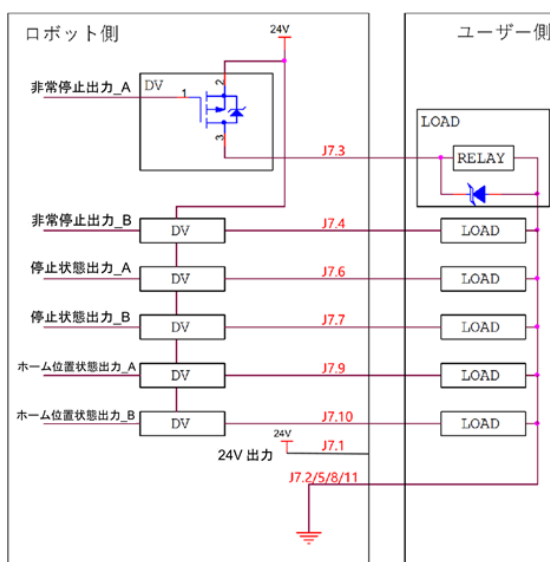 ロボット側
24V
ユーザー側
非常停止出力_A
DV
1
2
3
J7.3
LOAD
RELAY
非常停止出力_B
DV
J7.4
LOAD
停止状態出力_A
DV
J7.6
LOAD
停止状態出力_B
DV
J7.7
LOAD
ホーム位置状態出力_A
DV
J7.9
LOAD
ホーム位置状態出力_B
DV
J7.10
LOAD
24V
24V 出力
J7.1
J7.2/5/8/11